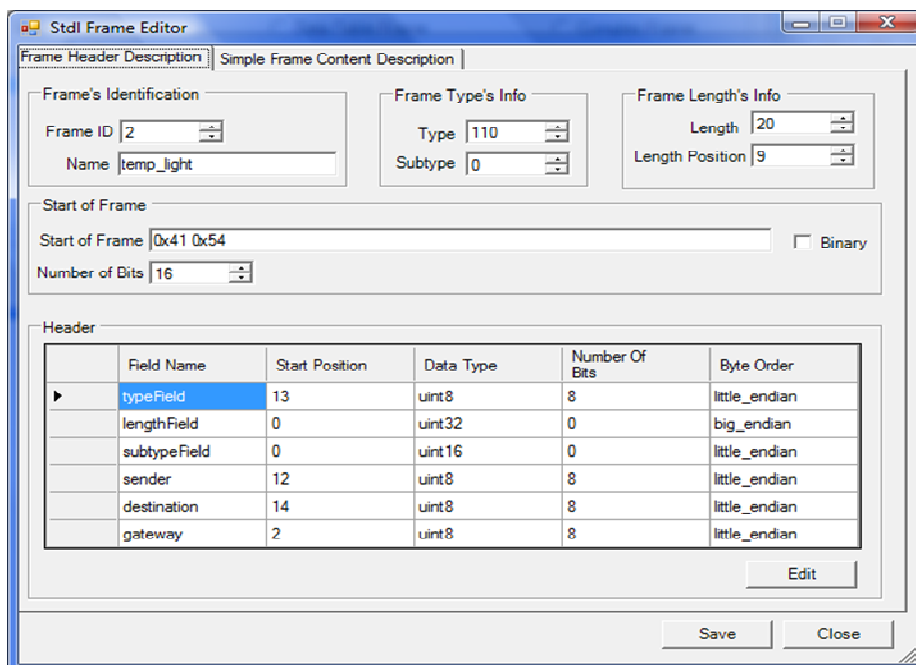 Stdl Frame Editor
Frame Header Description Simple Frame Content Description
Frame's Identification
Frame ID 2
Name temp_light
Frame Type's Info
Type 110
Subtype 0
Frame Length's Info
Length 20
Length Position 9
Start of Frame
Start of Frame 0x41 0x54 Binary
Number of Bits 16
Header
Field Name Start Position Data Type Number Of Bits Byte Order
typeField 13 uint8 8 little_endian
lengthField 0 uint32 0 big_endian
subtypeField 0 uint16 0 little_endian
sender 12 uint8 8 little_endian
destination 14 uint8 8 little_endian
gateway 2 uint8 8 little_endian
Edit
Save Close